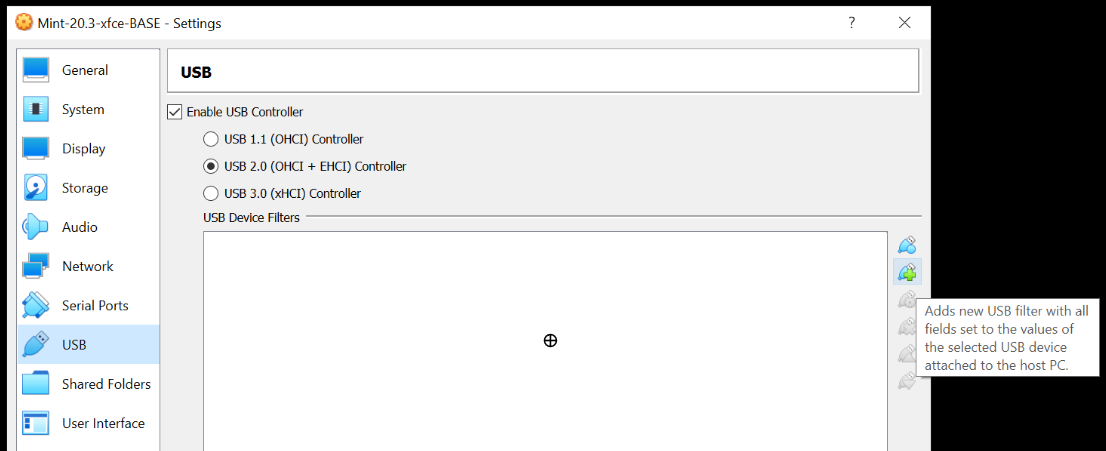 Mint-20.3-xfce-BASE - Settings
?
General
System
Display
Storage
Audio
Network
Serial Ports
USB
Shared Folders
User Interface
USB
Enable USB Controller
USB 1.1 (OHCI) Controller
USB 2.0 (OHCI + EHCI) Controller
USB 3.0 (xHCI) Controller
USB Device Filters
Adds new USB filter with all
fields set to the values of
the selected USB device
attached to the host PC.